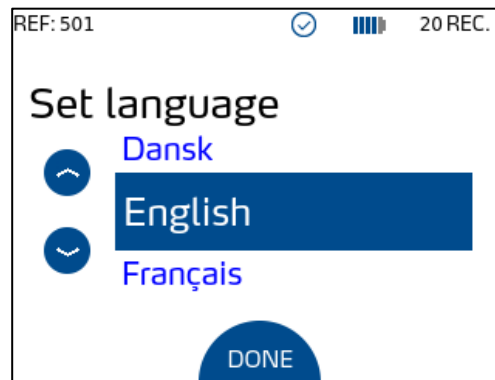 REF: 501 20 REC.
Set language
Dansk
English
Français
DONE